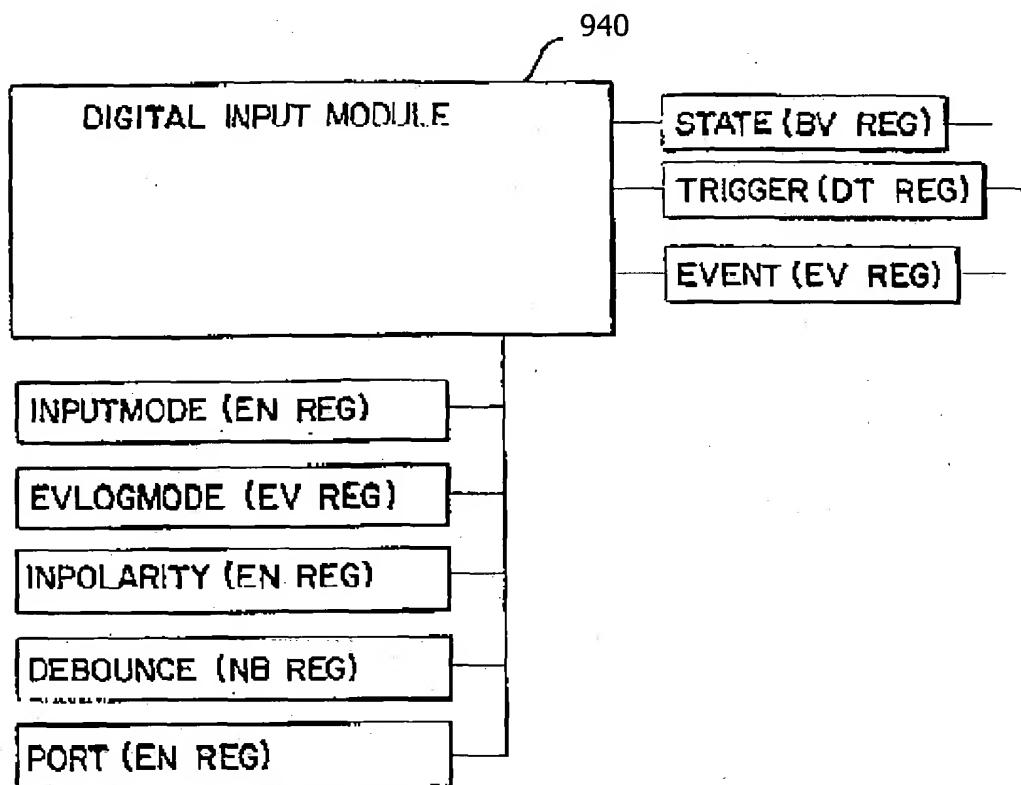 940
DIGITAL INPUT MODULE
STATE (BV REG)
TRIGGER (DT REG)
EVENT (EV REG)
INPUTMODE (EN REG)
EVLOGMODE (EV REG)
INPOLARITY (EN REG)
DEBOUNCE (NB REG)
PORT (EN REG)